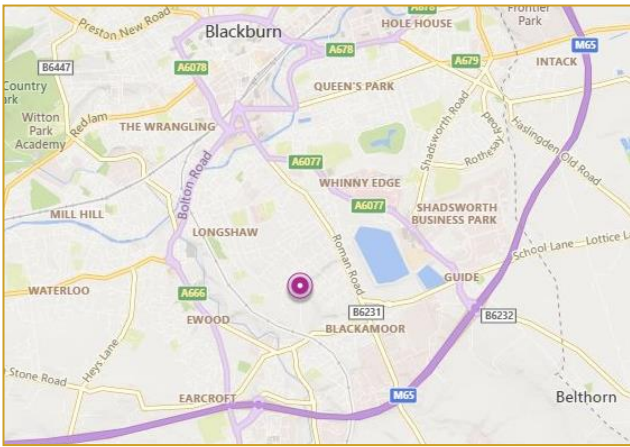 Frontier
Park
Preston New Road
A678
HOLE HOUSE
Blackburn
A678
M65
A6078
A679
INTACK
B6447
Country
QUEEN'S PARK
Witton
Park
Academy
Redlam
THE WRANGLING
Shadsworth Road
Rothesay Road
Haslingden Old Road
A6077
WHINNY EDGE
Bolton Road
A6077
SHADSWORTH
BUSINESS PARK
MILL HILL
LONGSHAW
Roman Road
School Lane
Lottice L
GUIDE
WATERLOO
A666
B6231
B6232
EWOOD
BLACKAMOOR
Heys Lane
Stone Road
EARCROFT
M65
Belthorn